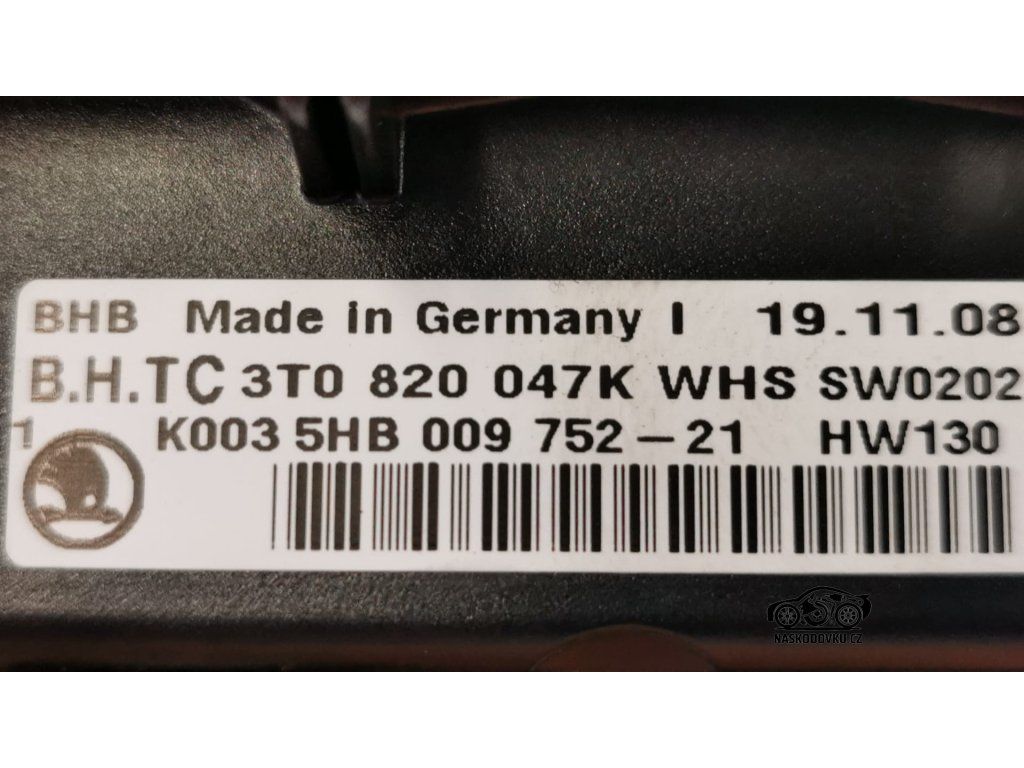 BHB Made in Germany I 19.11.08
B.H.TC 3T0 820 047K WHS SW0202
1 K003 5HB 009 752-21 HW130
NASKODOVKU.CZ